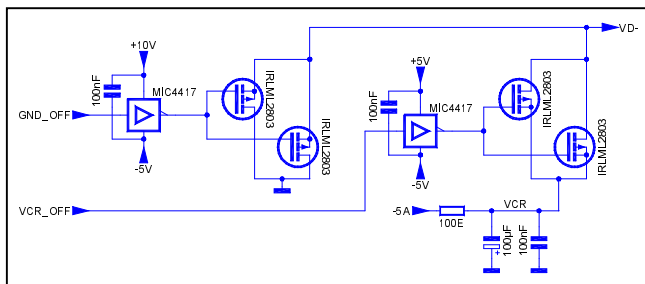 +10V
100nF
MIC4417
GND_OFF
-5V
IRLML2803
IRLML2803
VD-
+5V
100nF
MIC4417
-5V
IRLML2803
IRLML2803
VCR_OFF
-5A
100E
VCR
100µF
+
100nF